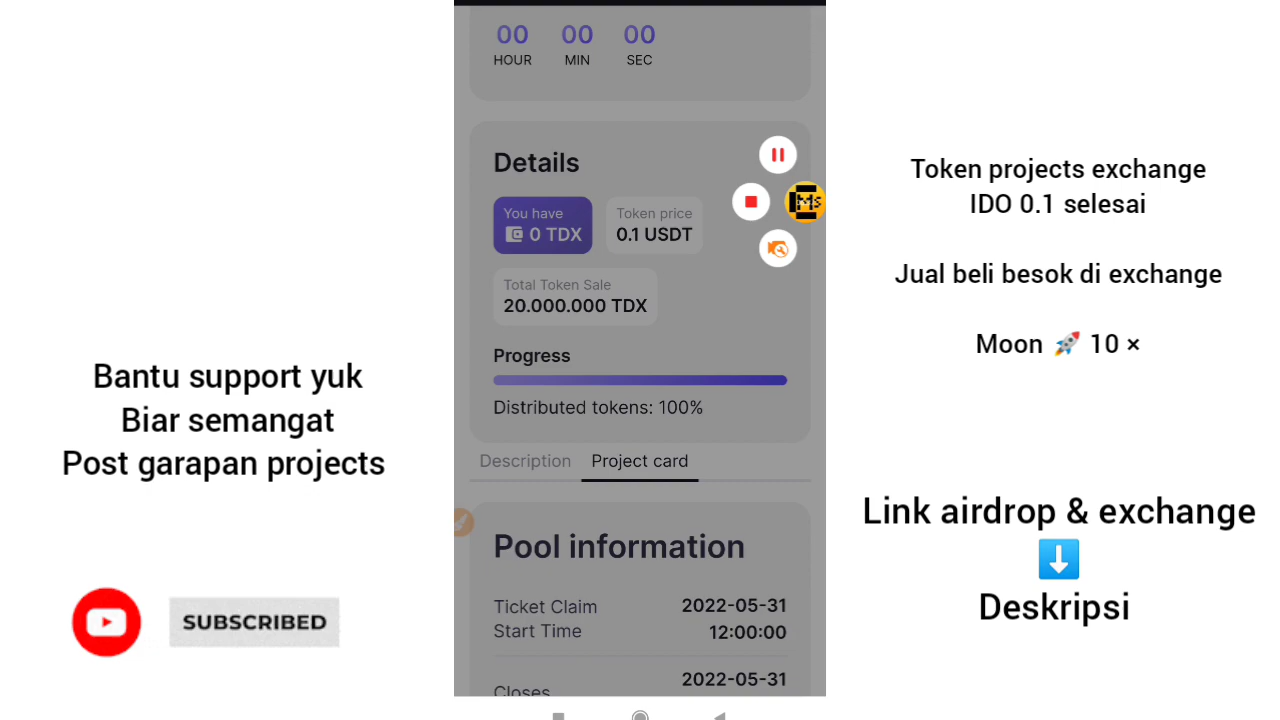 Bantu support yuk
Biar semangat
Post garapan projects
SUBSCRIBED
00 00 00
HOUR MIN SEC
Details
You have
0 TDX
Token price
0.1 USDT
Total Token Sale
20.000.000 TDX
Progress
Distributed tokens: 100%
Description Project card
Pool information
Ticket Claim
Start Time
2022-05-31
12:00:00
Closes
2022-05-31
Token projects exchange
IDO 0.1 selesai
Jual beli besok di exchange
Moon 🚀 10 ×
Link airdrop & exchange
⬇️
Deskripsi